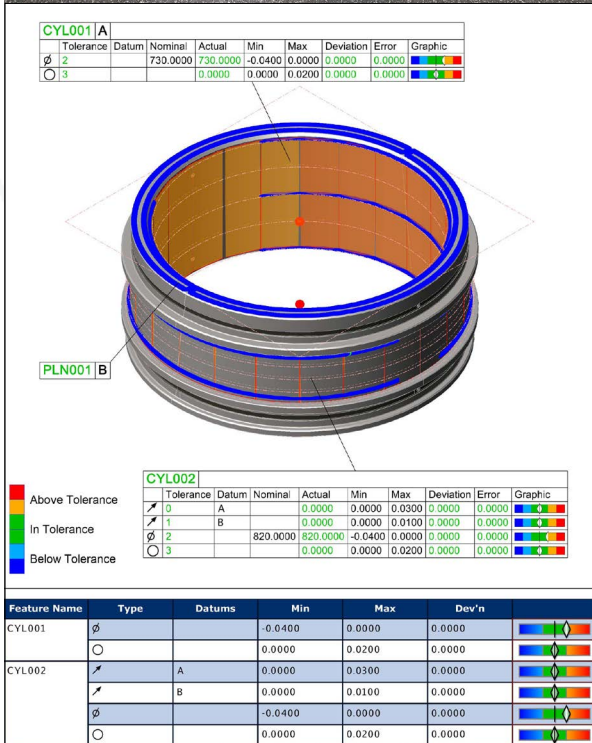 CYL001 A
Tolerance Datum Nominal Actual Min Max Deviation Error Graphic
⌀ 2 730.0000 730.0000 -0.0400 0.0000 0.0000 0.0000
○ 3 0.0000 0.0000 0.0200 0.0000 0.0000
PLN001 B
CYL002
Tolerance Datum Nominal Actual Min Max Deviation Error Graphic
↗ 0 A 0.0000 0.0000 0.0300 0.0000 0.0000
↗ 1 B 0.0000 0.0000 0.0100 0.0000 0.0000
⌀ 2 820.0000 820.0000 -0.0400 0.0000 0.0000 0.0000
○ 3 0.0000 0.0000 0.0200 0.0000 0.0000
Above Tolerance
In Tolerance
Below Tolerance
Feature Name Type Datums Min Max Dev'n
CYL001 ⌀ -0.0400 0.0000 0.0000
○ 0.0000 0.0200 0.0000
CYL002 ↗ A 0.0000 0.0300 0.0000
↗ B 0.0000 0.0100 0.0000
⌀ -0.0400 0.0000 0.0000
○ 0.0000 0.0200 0.0000